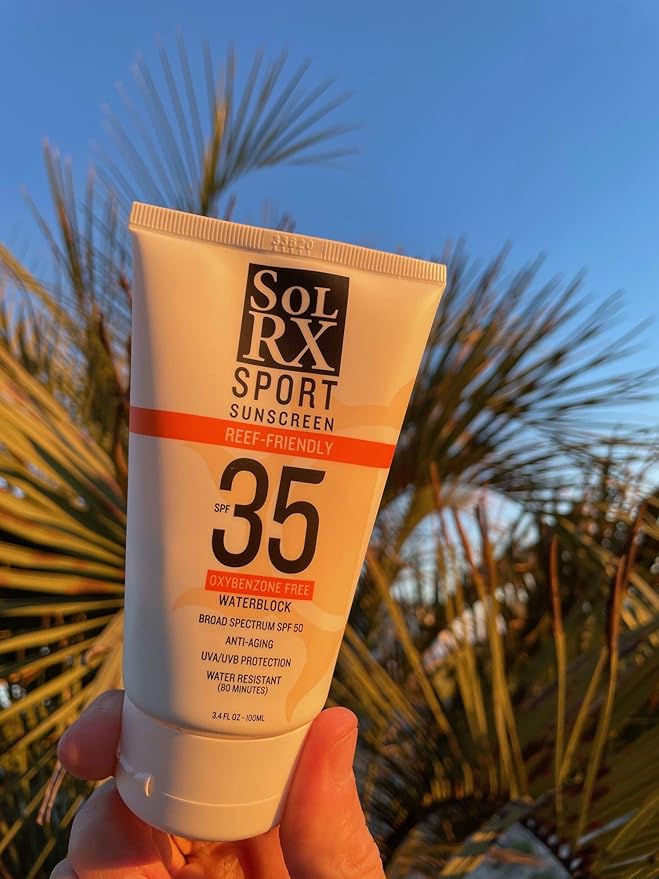 33820
SOL
RX
SPORT
SUNSCREEN
REEF-FRIENDLY
SPF 35
OXYBENZONE FREE
WATERBLOCK
BROAD SPECTRUM SPF 50
ANTI-AGING
UVA/UVB PROTECTION
WATER RESISTANT
(80 MINUTES)
3.4 FL OZ - 100ML